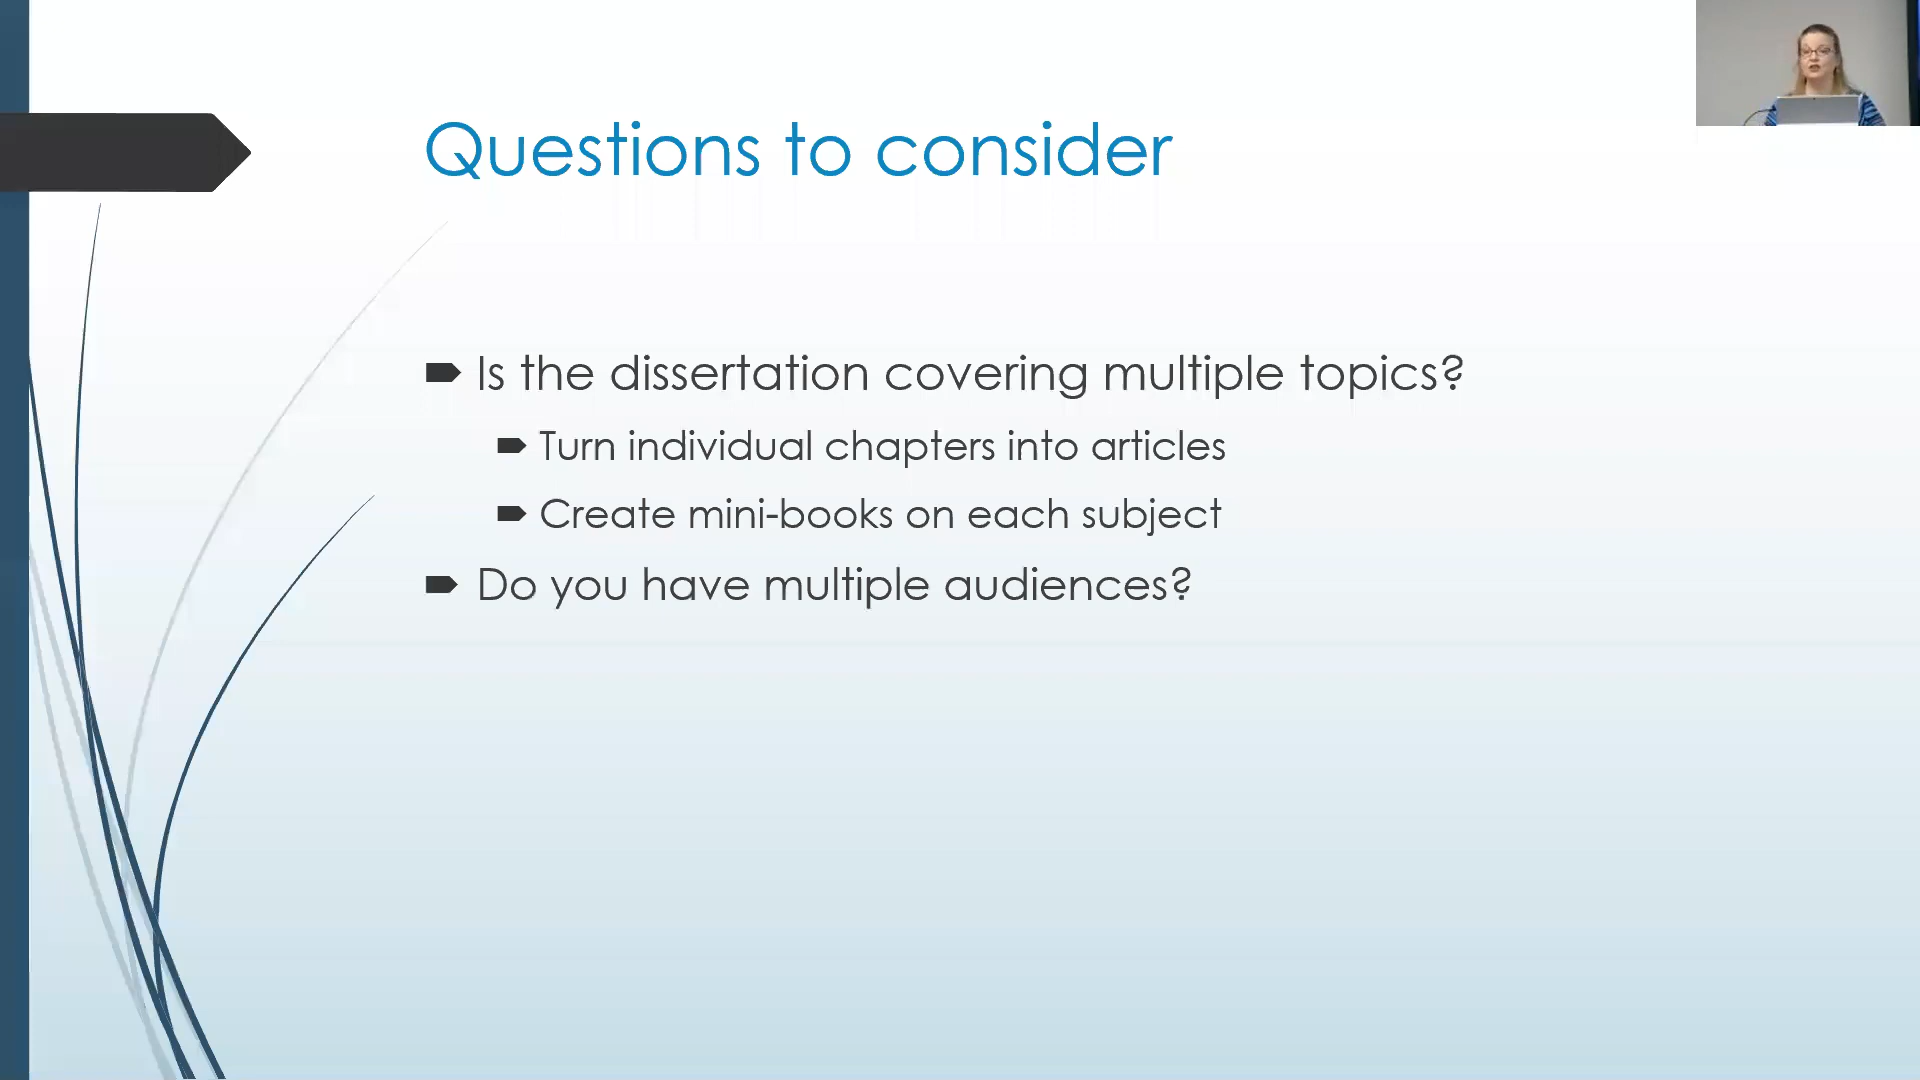 Questions to consider
Is the dissertation covering multiple topics?
Turn individual chapters into articles
Create mini-books on each subject
Do you have multiple audiences?